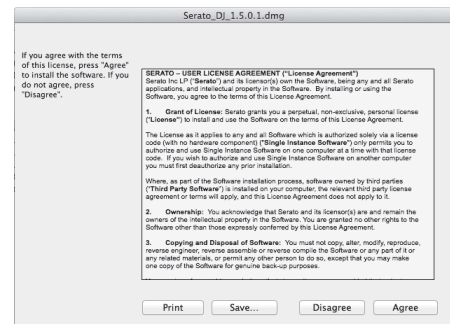 Serato_DJ_1.5.0.1.dmg
If you agree with the terms
of this license, press "Agree"
to install the software. If you
do not agree, press
"Disagree".
SERATO – USER LICENSE AGREEMENT ("License Agreement")
Serato Inc LP ("Serato") and its licensor(s) own the Software, being any and all Serato
applications, and intellectual property in the Software. By installing or using the
Software, you agree to the terms of this License Agreement.
1. Grant of License: Serato grants you a perpetual, non-exclusive, personal license
("License") to install and use the Software on the terms of this License Agreement.
The License as it applies to any and all Software which is authorized solely via a license
code (with no hardware component) ("Single Instance Software") only permits you to
authorize and use Single Instance Software on one computer at a time with that license
code. If you wish to authorize and use Single Instance Software on another computer
you must first deauthorize any prior installation.
Where, as part of the Software installation process, software owned by third parties
("Third Party Software") is installed on your computer, the relevant third party license
agreement or terms will apply, and this License Agreement does not apply to it.
2. Ownership: You acknowledge that Serato and its licensor(s) are and remain the
owners of the intellectual property in the Software. You are granted no other rights to the
Software other than those expressly conferred by this License Agreement.
3. Copying and Disposal of Software: You must not copy, alter, modify, reproduce,
reverse engineer, reverse assemble or reverse compile the Software or any part of it or
any related materials, or permit any other person to do so, except that you may make
one copy of the Software for genuine back-up purposes.
Print Save... Disagree Agree